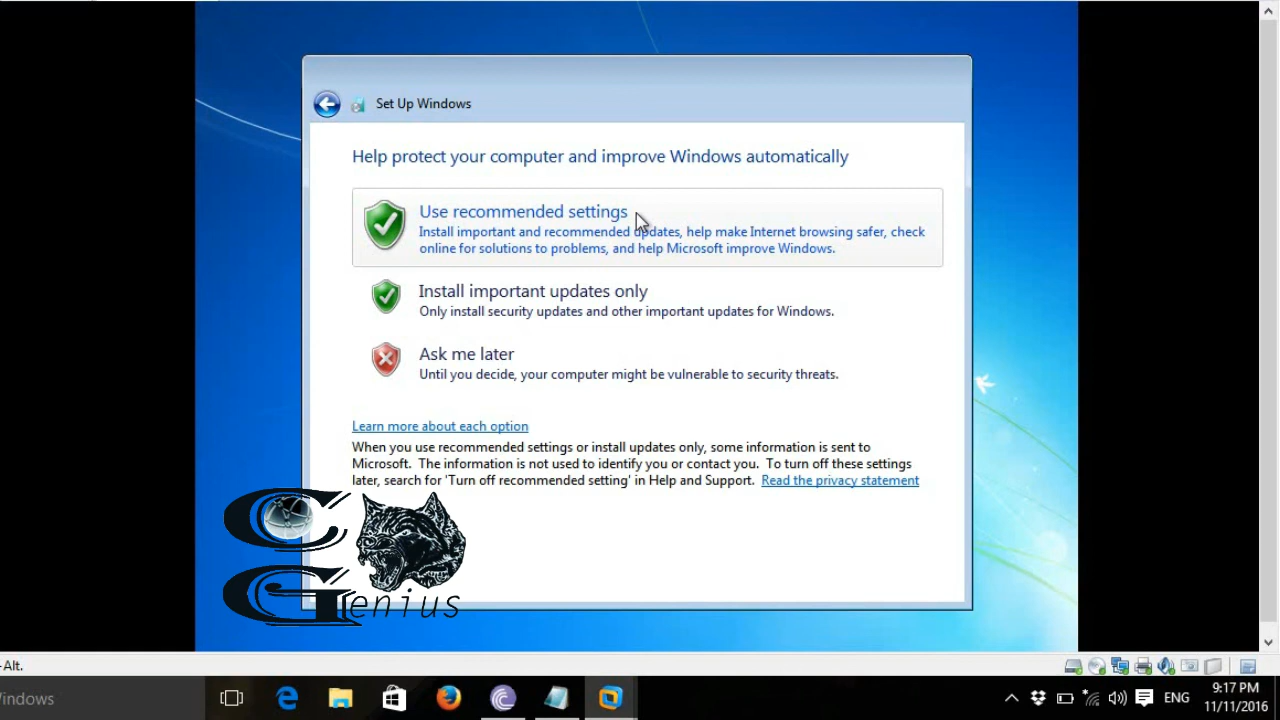 Set Up Windows
Help protect your computer and improve Windows automatically
Use recommended settings
Install important and recommended updates, help make Internet browsing safer, check
online for solutions to problems, and help Microsoft improve Windows.
Install important updates only
Only install security updates and other important updates for Windows.
Ask me later
Until you decide, your computer might be vulnerable to security threats.
Learn more about each option
When you use recommended settings or install updates only, some information is sent to
Microsoft. The information is not used to identify you or contact you. To turn off these settings
later, search for 'Turn off recommended setting' in Help and Support. Read the privacy statement
C
Genius
-Alt.
indows
ENG
9:17 PM
11/11/2016